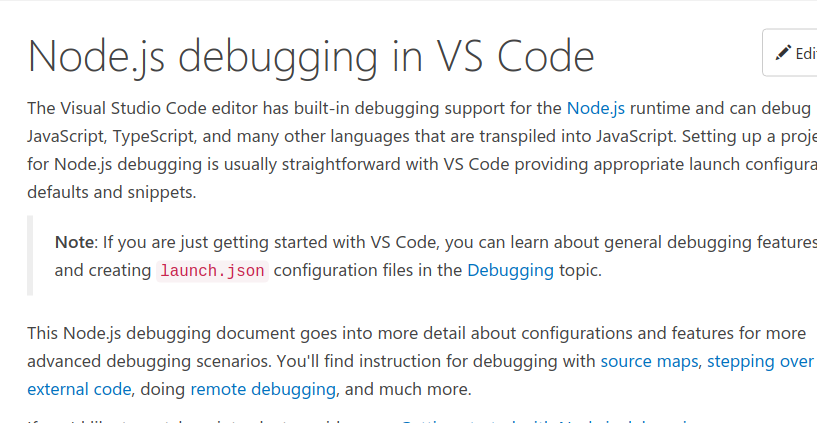 Node.js debugging in VS Code
Edi
The Visual Studio Code editor has built-in debugging support for the Node.js runtime and can debug
JavaScript, TypeScript, and many other languages that are transpiled into JavaScript. Setting up a proje
for Node.js debugging is usually straightforward with VS Code providing appropriate launch configura
defaults and snippets.
Note: If you are just getting started with VS Code, you can learn about general debugging features
and creating launch.json configuration files in the Debugging topic.
This Node.js debugging document goes into more detail about configurations and features for more
advanced debugging scenarios. You'll find instruction for debugging with source maps, stepping over
external code, doing remote debugging, and much more.